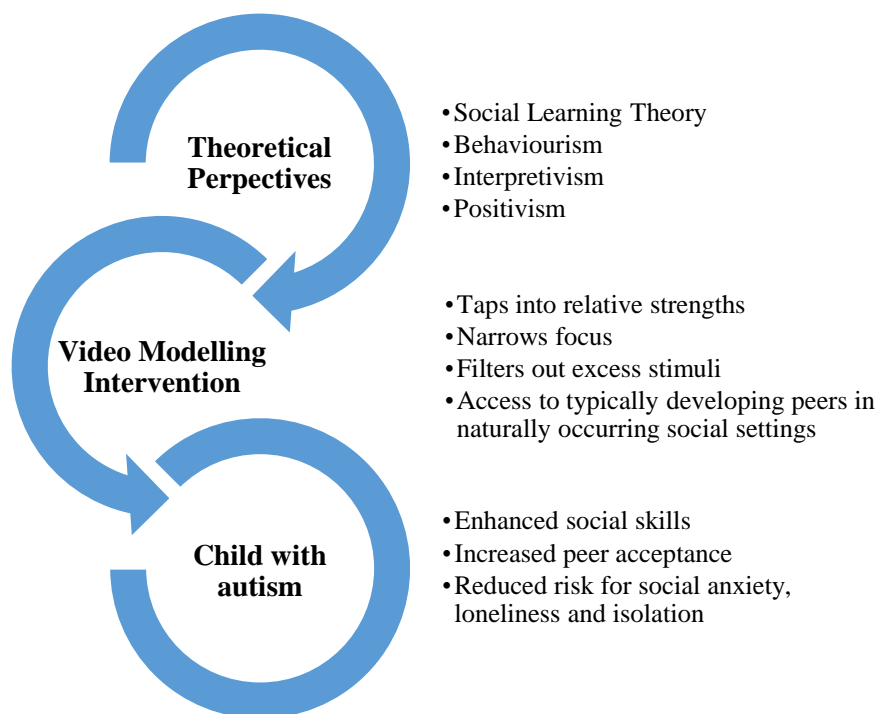 Theoretical
Perpectives
•Social Learning Theory
•Behaviourism
•Interpretivism
•Positivism
Video Modelling
Intervention
•Taps into relative strengths
•Narrows focus
•Filters out excess stimuli
•Access to typically developing peers in
naturally occurring social settings
Child with
autism
•Enhanced social skills
•Increased peer acceptance
•Reduced risk for social anxiety,
loneliness and isolation